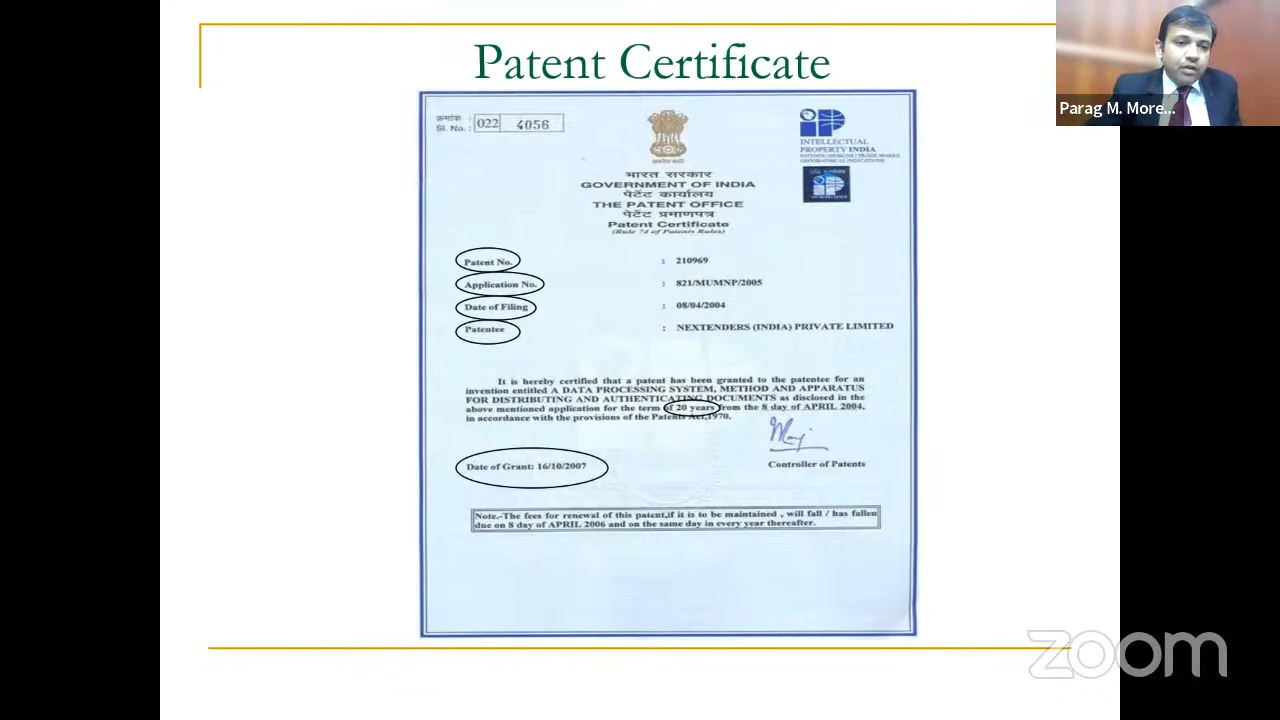 Patent Certificate
Parag M. More...
क्रमांक :
Sl. No. :
022
4056
INTELLECTUAL
PROPERTY INDIA
PATENTS / DESIGNS / TRADE MARKS
GEOGRAPHICAL INDICATIONS
भारत सरकार
GOVERNMENT OF INDIA
पेटेंट कार्यालय
THE PATENT OFFICE
पेटेंट प्रमाणपत्र
Patent Certificate
(Rule 74 of Patents Rules)
Patent No. : 210969
Application No. : 821/MUMNP/2005
Date of Filing : 08/04/2004
Patentee : NEXTENDERS (INDIA) PRIVATE LIMITED
It is hereby certified that a patent has been granted to the patentee for an
invention entitled A DATA PROCESSING SYSTEM, METHOD AND APPARATUS
FOR DISTRIBUTING AND AUTHENTICATING DOCUMENTS as disclosed in the
above mentioned application for the term of 20 years from the 8 day of APRIL 2004,
in accordance with the provisions of the Patents Act,1970.
Controller of Patents
Date of Grant: 16/10/2007
Note.-The fees for renewal of this patent,if it is to be maintained , will fall / has fallen
due on 8 day of APRIL 2006 and on the same day in every year thereafter.
zoom